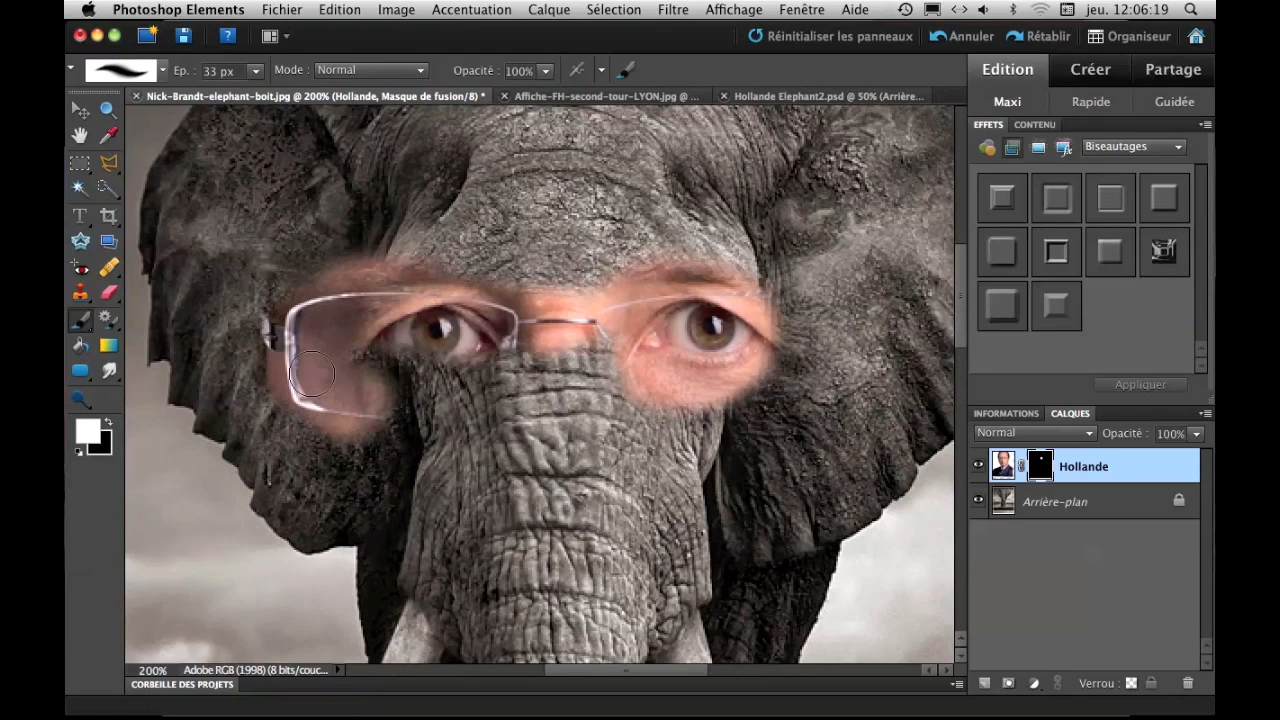 Photoshop Elements Fichier Edition Image Accentuation Calque Sélection Filtre Affichage Fenêtre Aide jeu. 12:06:19
Réinitialiser les panneaux Annuler Rétablir Organiseur
Ep. : 33 px Mode : Normal Opacité : 100%
Edition Créer Partage
Nick-Brandt-elephant-boit.jpg @ 200% (Hollande, Masque de fusion/8) * Affiche-FH-second-tour-LYON.jpg @ ... Hollande Elephant2.psd @ 50% (Arrière...
Maxi Rapide Guidée
EFFETS CONTENU
Biseautages
Appliquer
INFORMATIONS CALQUES
Normal Opacité : 100%
Hollande
Arrière-plan
200% Adobe RGB (1998) (8 bits/couc...
CORBEILLE DES PROJETS
Verrou :